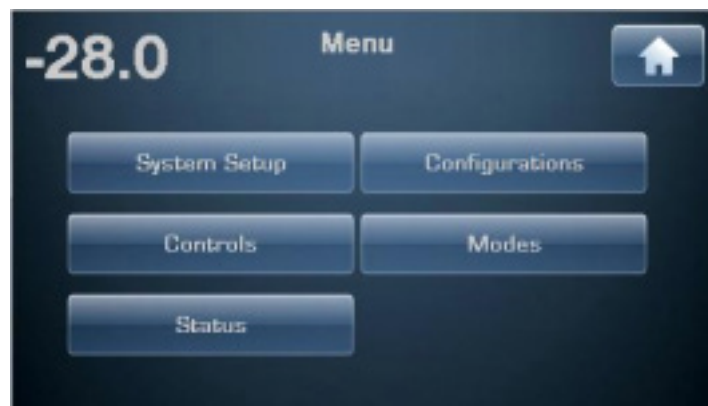 -28.0
Menu
System Setup
Configurations
Controls
Modes
Status